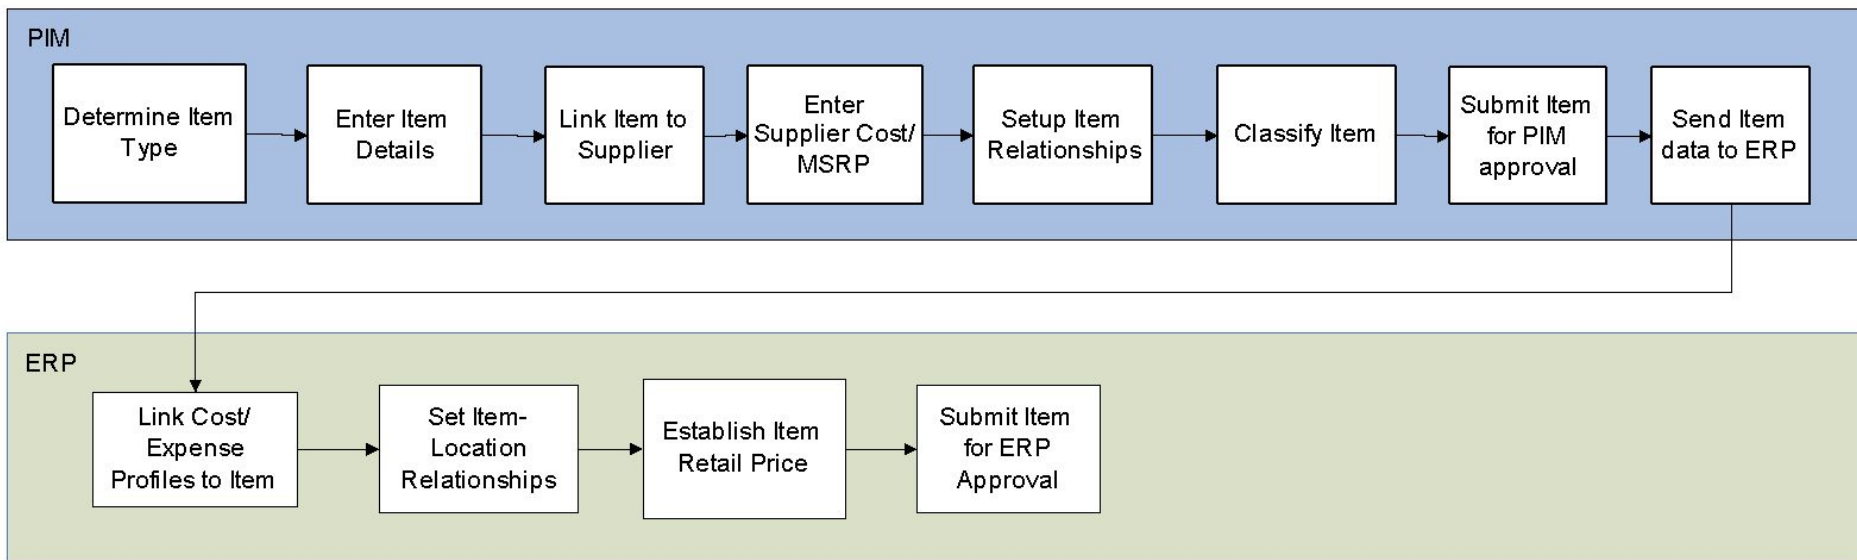 PIM
Determine Item
Type
Enter Item
Details
Link Item to
Supplier
Enter
Supplier Cost/
MSRP
Setup Item
Relationships
Classify Item
Submit Item
for PIM
approval
Send Item
data to ERP
ERP
Link Cost/
Expense
Profiles to Item
Set Item-
Location
Relationships
Establish Item
Retail Price
Submit Item
for ERP
Approval